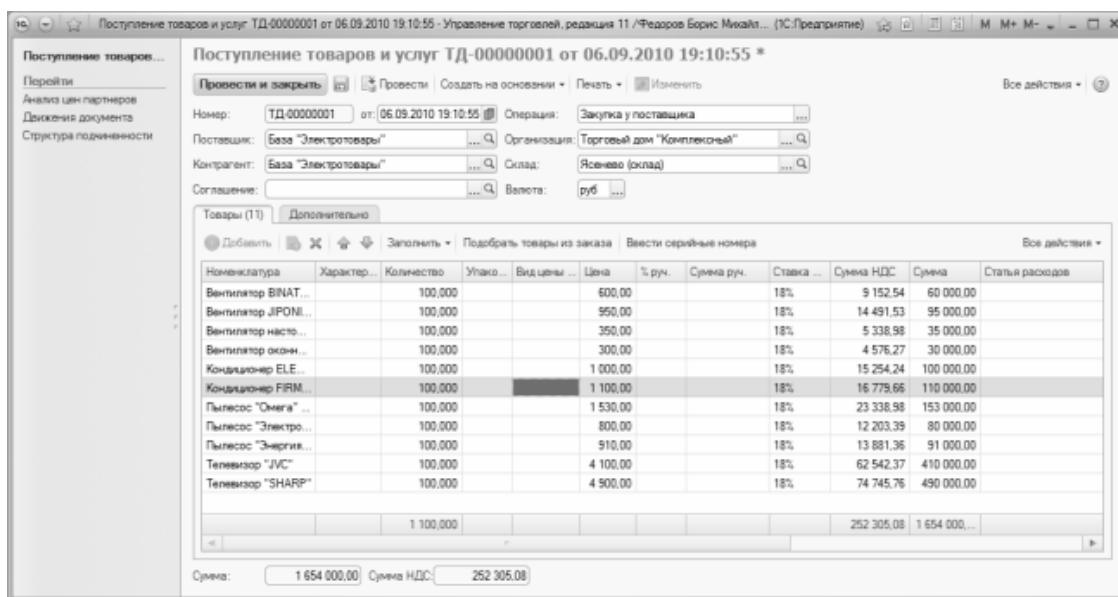 Поступление товаров и услуг ТД-00000001 от 06.09.2010 19:10:55 - Управление торговлей, редакция 11 /Федоров Борис Михайл... (1С:Предприятие) M M+ M-
Поступление товаров...
Перейти
Анализ цен партнеров
Движения документа
Структура подчиненности
Поступление товаров и услуг ТД-00000001 от 06.09.2010 19:10:55 *
Провести и закрыть Провести Создать на основании Печать Изменить Все действия
Номер: ТД-00000001 от: 06.09.2010 19:10:55 Операция: Закупка у поставщика ...
Поставщик: База "Электротовары" ... Организация: Торговый дом "Комплексный" ...
Контрагент: База "Электротовары" ... Склад: Ясенево (склад) ...
Соглашение: ... Валюта: руб ...
Товары (11) Дополнительно
Добавить Заполнить Подобрать товары из заказа Ввести серийные номера Все действия
Номенклатура Характер... Количество Упако... Вид цены ... Цена % руч. Сумма руч. Ставка ... Сумма НДС Сумма Статья расходов
Вентилятор BINAT... 100,000 600,00 18% 9 152,54 60 000,00
Вентилятор JIPONI... 100,000 950,00 18% 14 491,53 95 000,00
Вентилятор насто... 100,000 350,00 18% 5 338,98 35 000,00
Вентилятор оконн... 100,000 300,00 18% 4 576,27 30 000,00
Кондиционер ELE... 100,000 1 000,00 18% 15 254,24 100 000,00
Кондиционер FIRM... 100,000 1 100,00 18% 16 779,66 110 000,00
Пылесос "Омега" ... 100,000 1 530,00 18% 23 338,98 153 000,00
Пылесос "Электро... 100,000 800,00 18% 12 203,39 80 000,00
Пылесос "Энергия... 100,000 910,00 18% 13 881,36 91 000,00
Телевизор "JVC" 100,000 4 100,00 18% 62 542,37 410 000,00
Телевизор "SHARP" 100,000 4 900,00 18% 74 745,76 490 000,00
1 100,000 252 305,08 1 654 000,...
Сумма: 1 654 000,00 Сумма НДС: 252 305,08